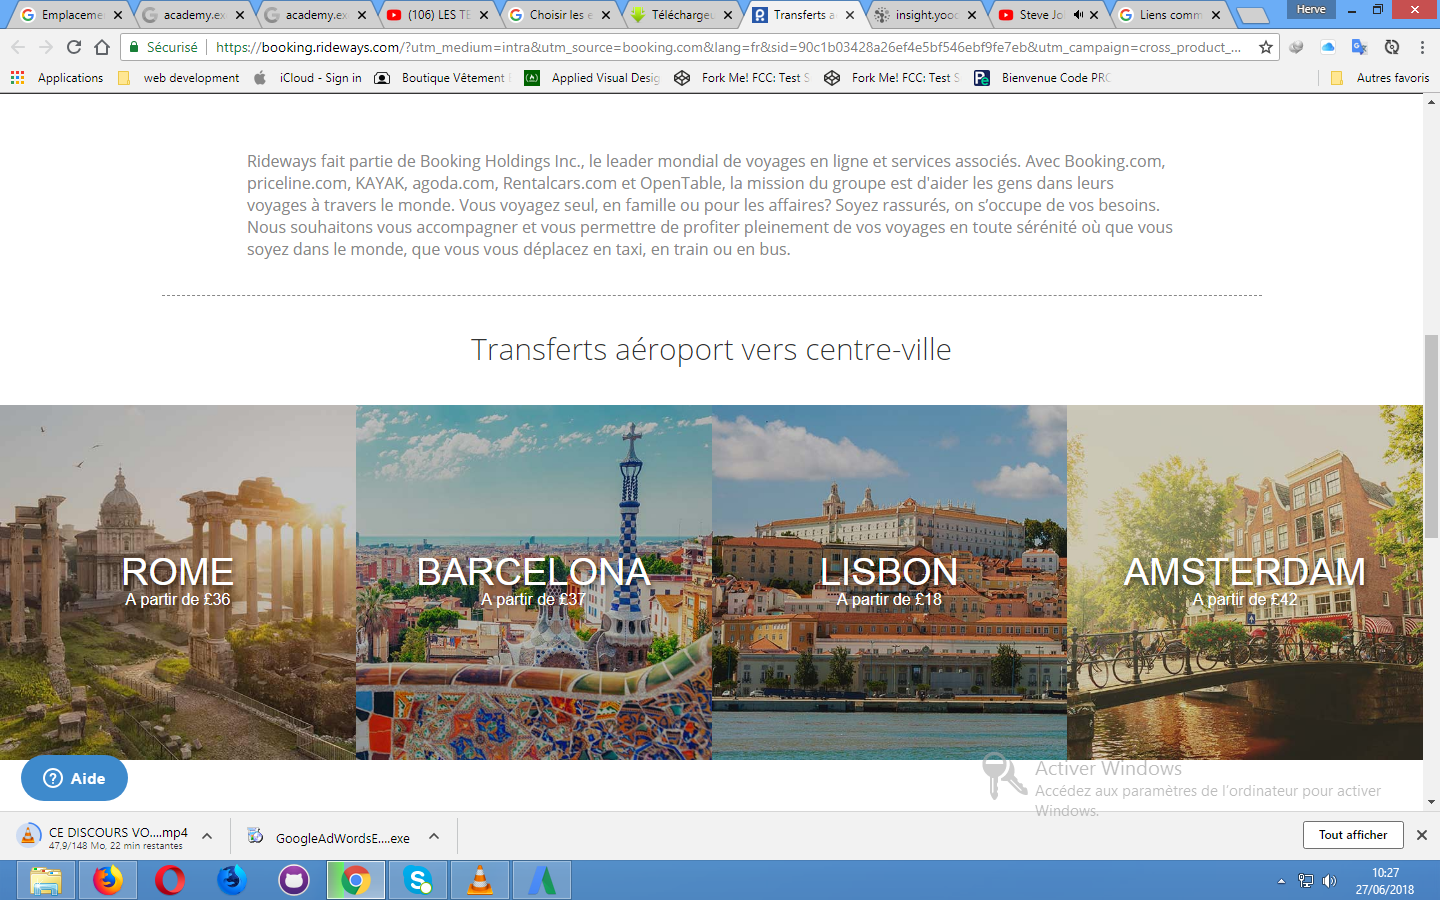 Emplaceme
academy.ex
academy.ex
(106) LES TE
Choisir les e
Télécharger
Transferts a
insight.yooc
Steve Jo
Liens comm
Herve
Sécurisé
https://booking.rideways.com/?utm_medium=intra&utm_source=booking.com&lang=fr&sid=90c1b03428a26ef4e5bf546ebf9fe7eb&utm_campaign=cross_product_...
Applications
web development
iCloud - Sign in
Boutique Vêtement
Applied Visual Desig
Fork Me! FCC: Test S
Fork Me! FCC: Test S
Bienvenue Code PRO
Autres favoris
Rideways fait partie de Booking Holdings Inc., le leader mondial de voyages en ligne et services associés. Avec Booking.com,
priceline.com, KAYAK, agoda.com, Rentalcars.com et OpenTable, la mission du groupe est d'aider les gens dans leurs
voyages à travers le monde. Vous voyagez seul, en famille ou pour les affaires? Soyez rassurés, on s’occupe de vos besoins.
Nous souhaitons vous accompagner et vous permettre de profiter pleinement de vos voyages en toute sérénité où que vous
soyez dans le monde, que vous vous déplacez en taxi, en train ou en bus.
Transferts aéroport vers centre-ville
ROME
A partir de £36
BARCELONA
A partir de £37
LISBON
A partir de £18
AMSTERDAM
A partir de £42
Aide
Activer Windows
Accédez aux paramètres de l’ordinateur pour activer
Windows.
CE DISCOURS VO....mp4
47,9/148 Mo, 22 min restantes
GoogleAdWordsE....exe
Tout afficher
10:27
27/06/2018